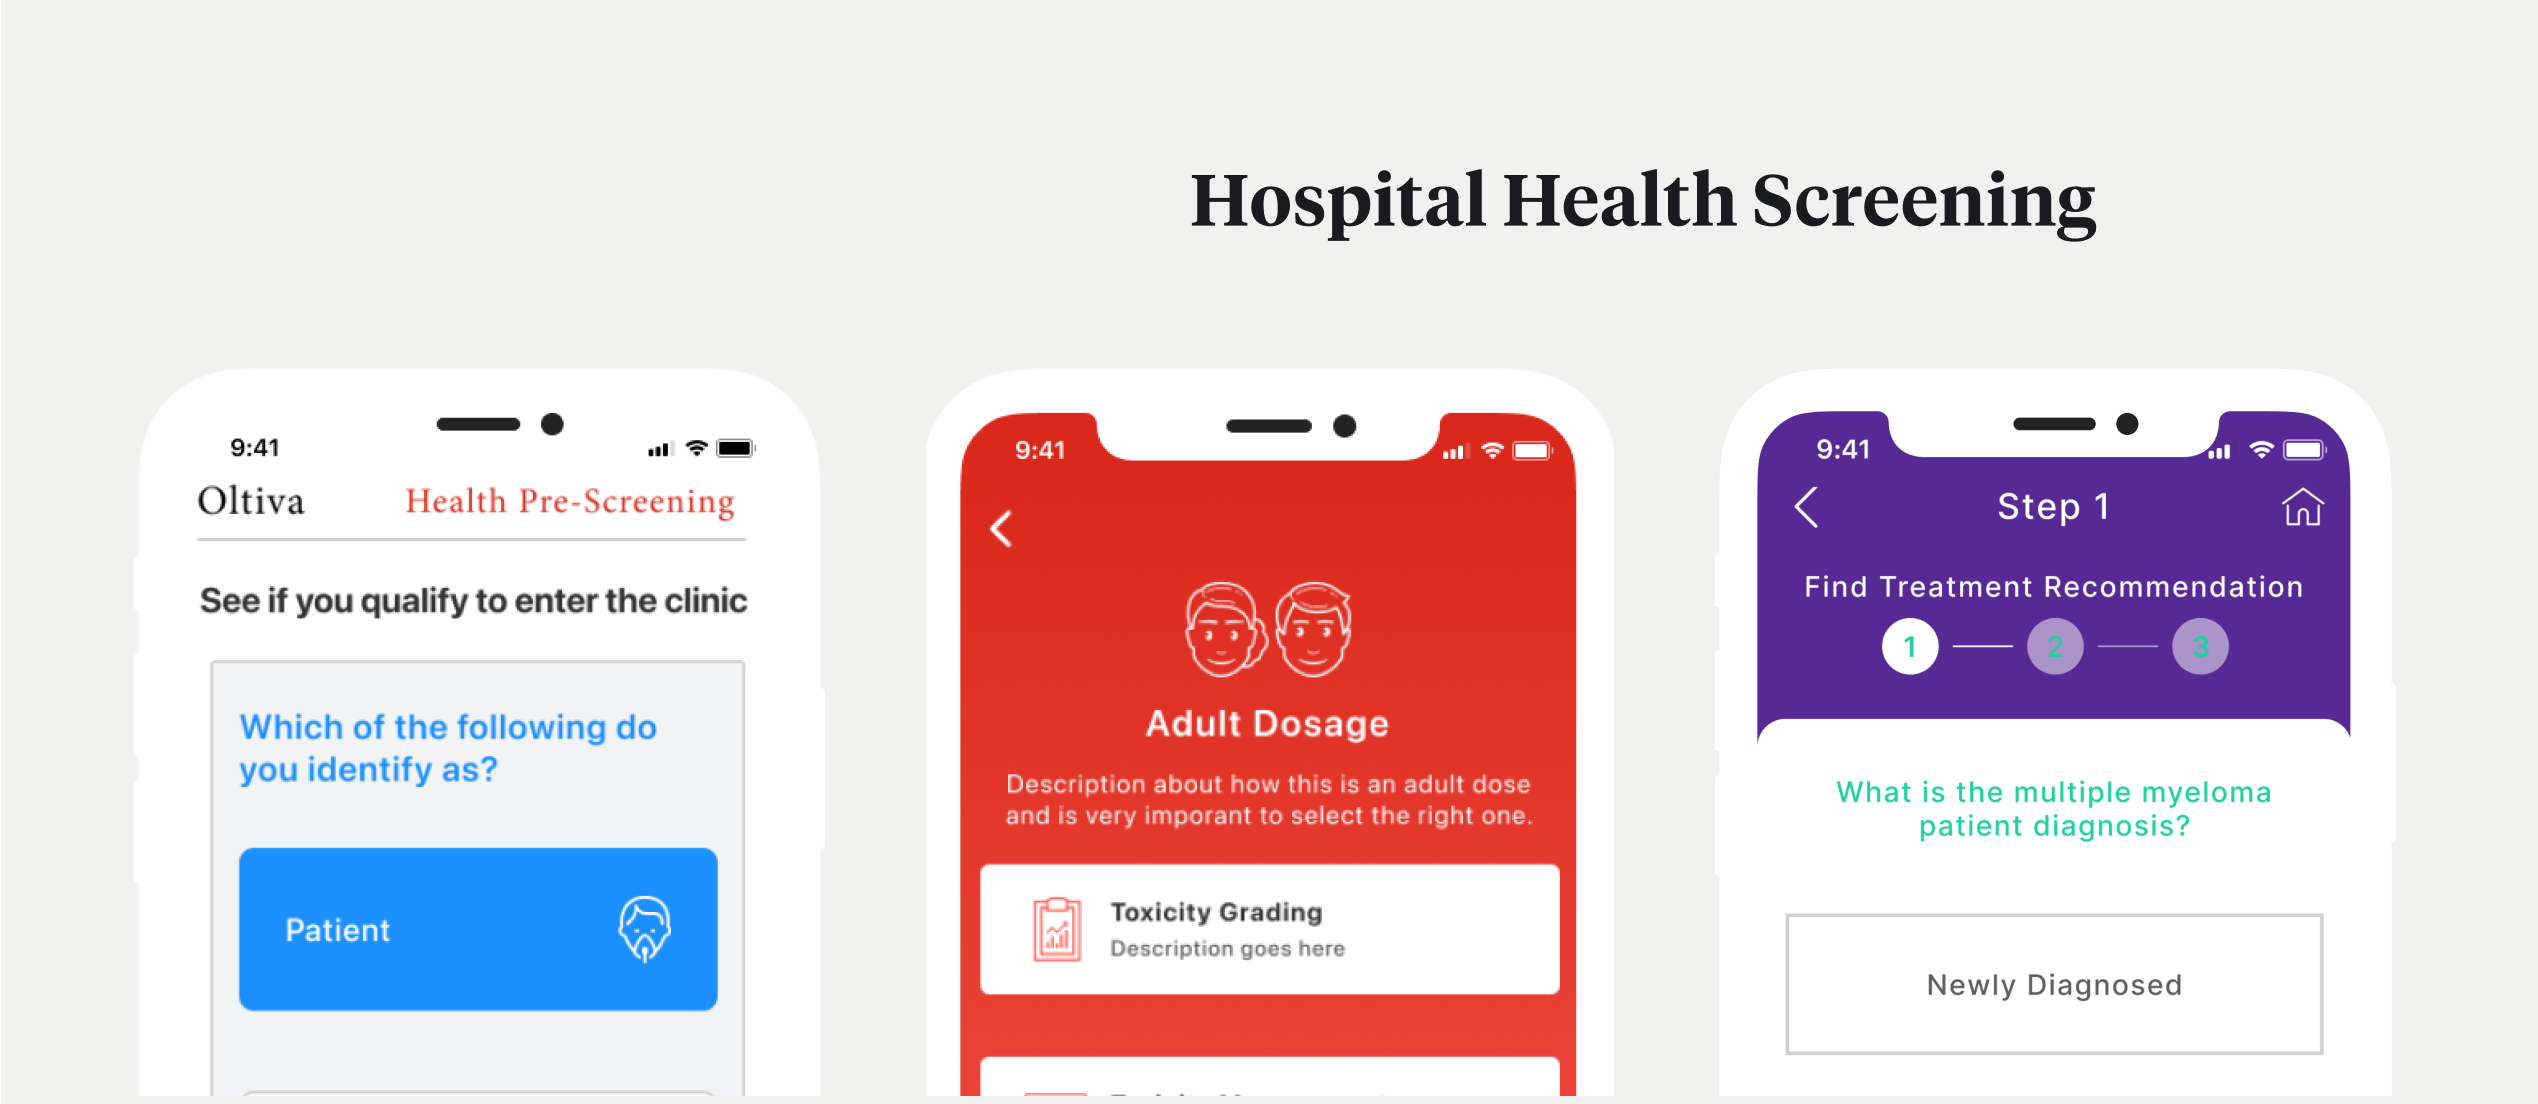 Hospital Health Screening
9:41
Oltiva
Health Pre-Screening
See if you qualify to enter the clinic
Which of the following do
you identify as?
Patient
9:41
Adult Dosage
Description about how this is an adult dose
and is very imporant to select the right one.
Toxicity Grading
Description goes here
9:41
Step 1
Find Treatment Recommendation
1
2
3
What is the multiple myeloma
patient diagnosis?
Newly Diagnosed